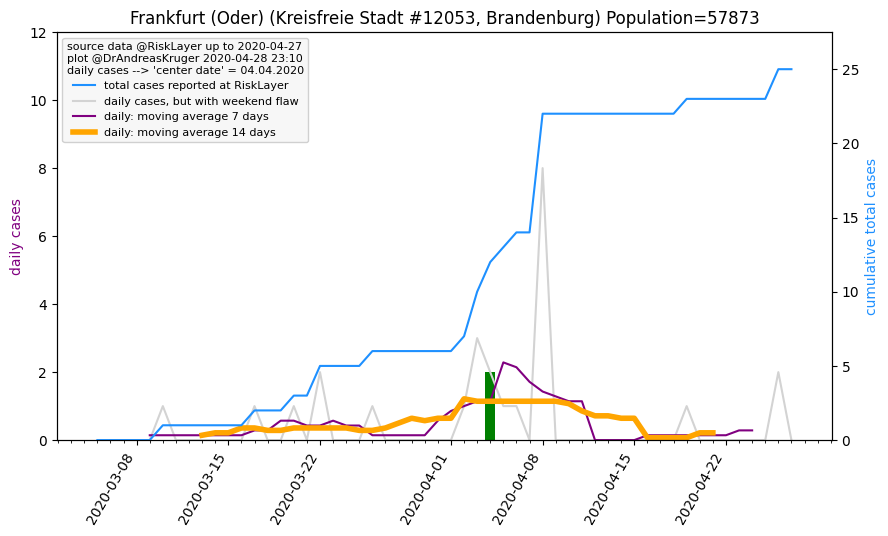 Frankfurt (Oder) (Kreisfreie Stadt #12053, Brandenburg) Population=57873
source data @RiskLayer up to 2020-04-27
plot @DrAndreasKruger 2020-04-28 23:10
daily cases --> 'center date' = 04.04.2020
total cases reported at RiskLayer
daily cases, but with weekend flaw
daily: moving average 7 days
daily: moving average 14 days
daily cases
12
10
8
6
4
2
0
cumulative total cases
25
20
15
10
5
0
2020-03-08
2020-03-15
2020-03-22
2020-04-01
2020-04-08
2020-04-15
2020-04-22